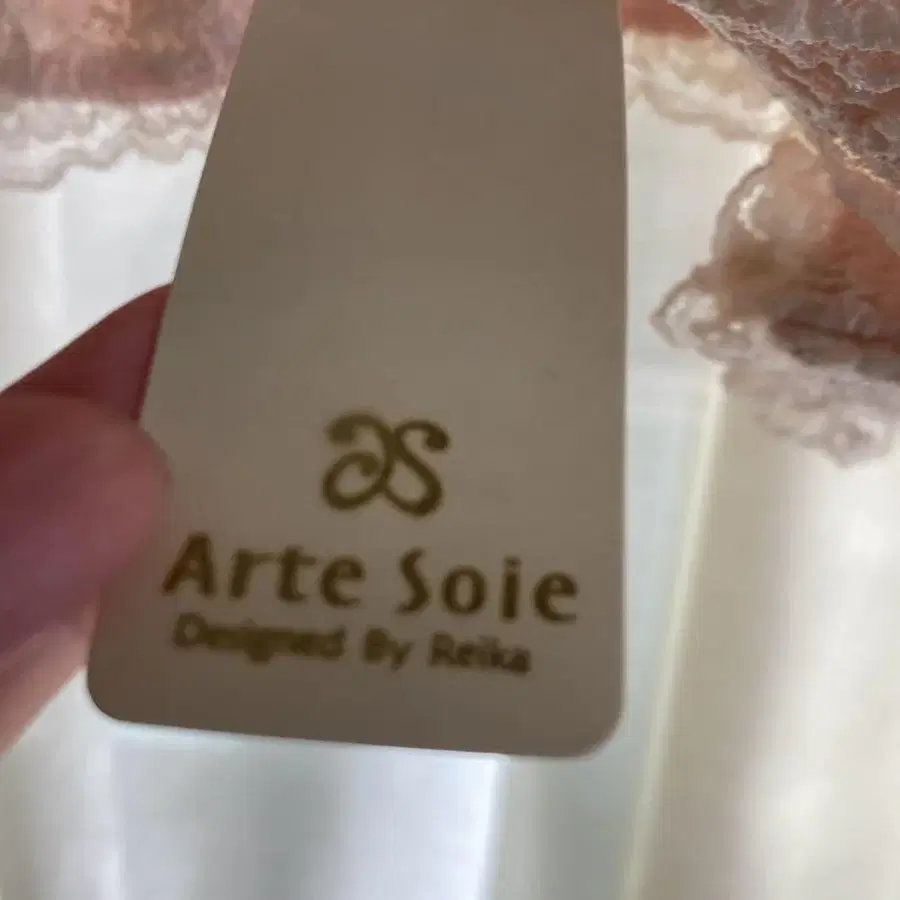 Arte Soie
Designed By Reika